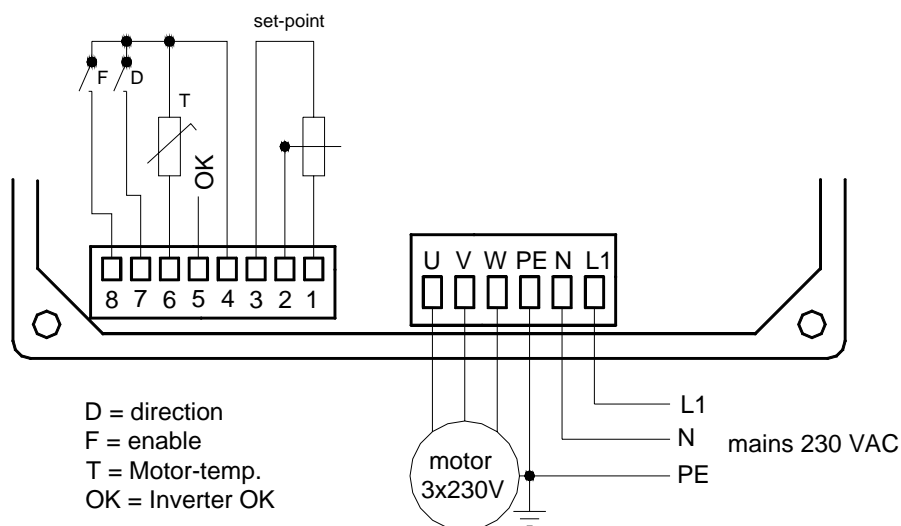 set-point
F D
T
OK
8 7 6 5 4 3 2 1
U V W PE N L1
D = direction
F = enable
T = Motor-temp.
OK = Inverter OK
motor
3x230V
L1
N
PE
mains 230 VAC